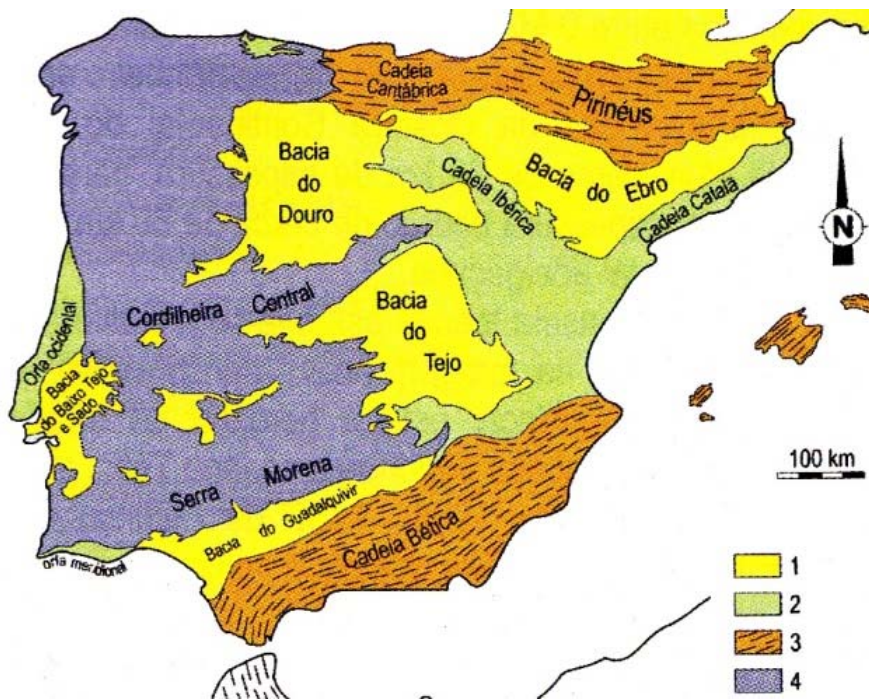 Cadeia
Cantábrica
Pirinéus
Bacia
do
Douro
Cadeia Ibérica
Bacia do Ebro
Cadeia Catalã
N
Cordilheira Central
Bacia
do
Tejo
Orla ocidental
Bacia
do Baixo Tejo
e Sado
Serra Morena
Bacia do Guadalquivir
Cadeia Bética
orla meridional
100 km
1
2
3
4